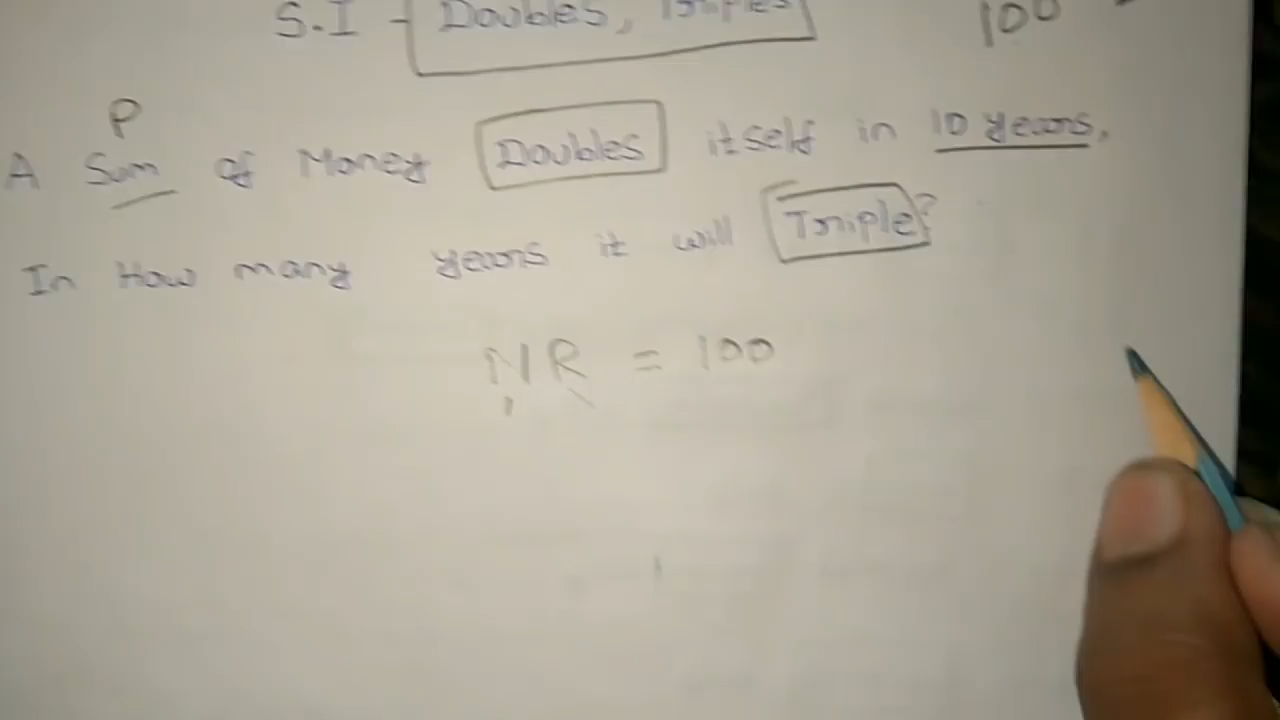 S.I - Doubles, Triples
100
P
A Sum of Money Doubles itself in 10 years.
In How many years it will Triple?
NR = 100